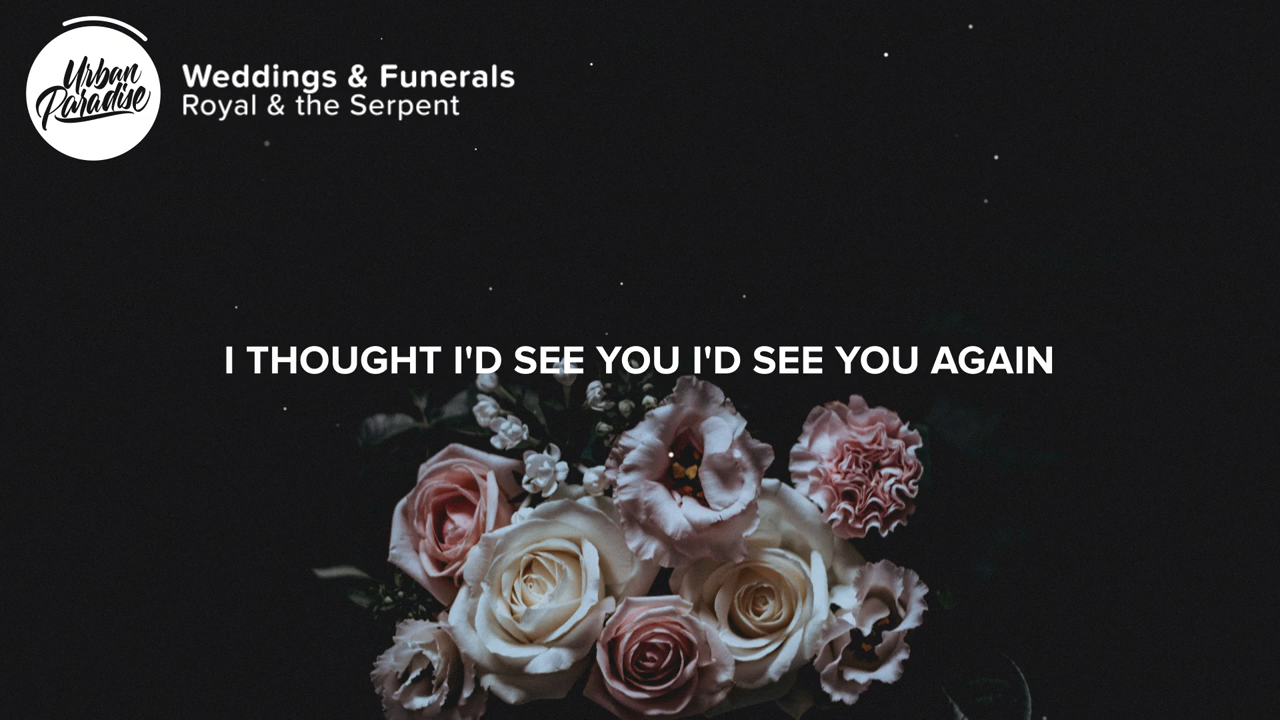 Urban
Paradise
Weddings & Funerals
Royal & the Serpent
I THOUGHT I'D SEE YOU I'D SEE YOU AGAIN